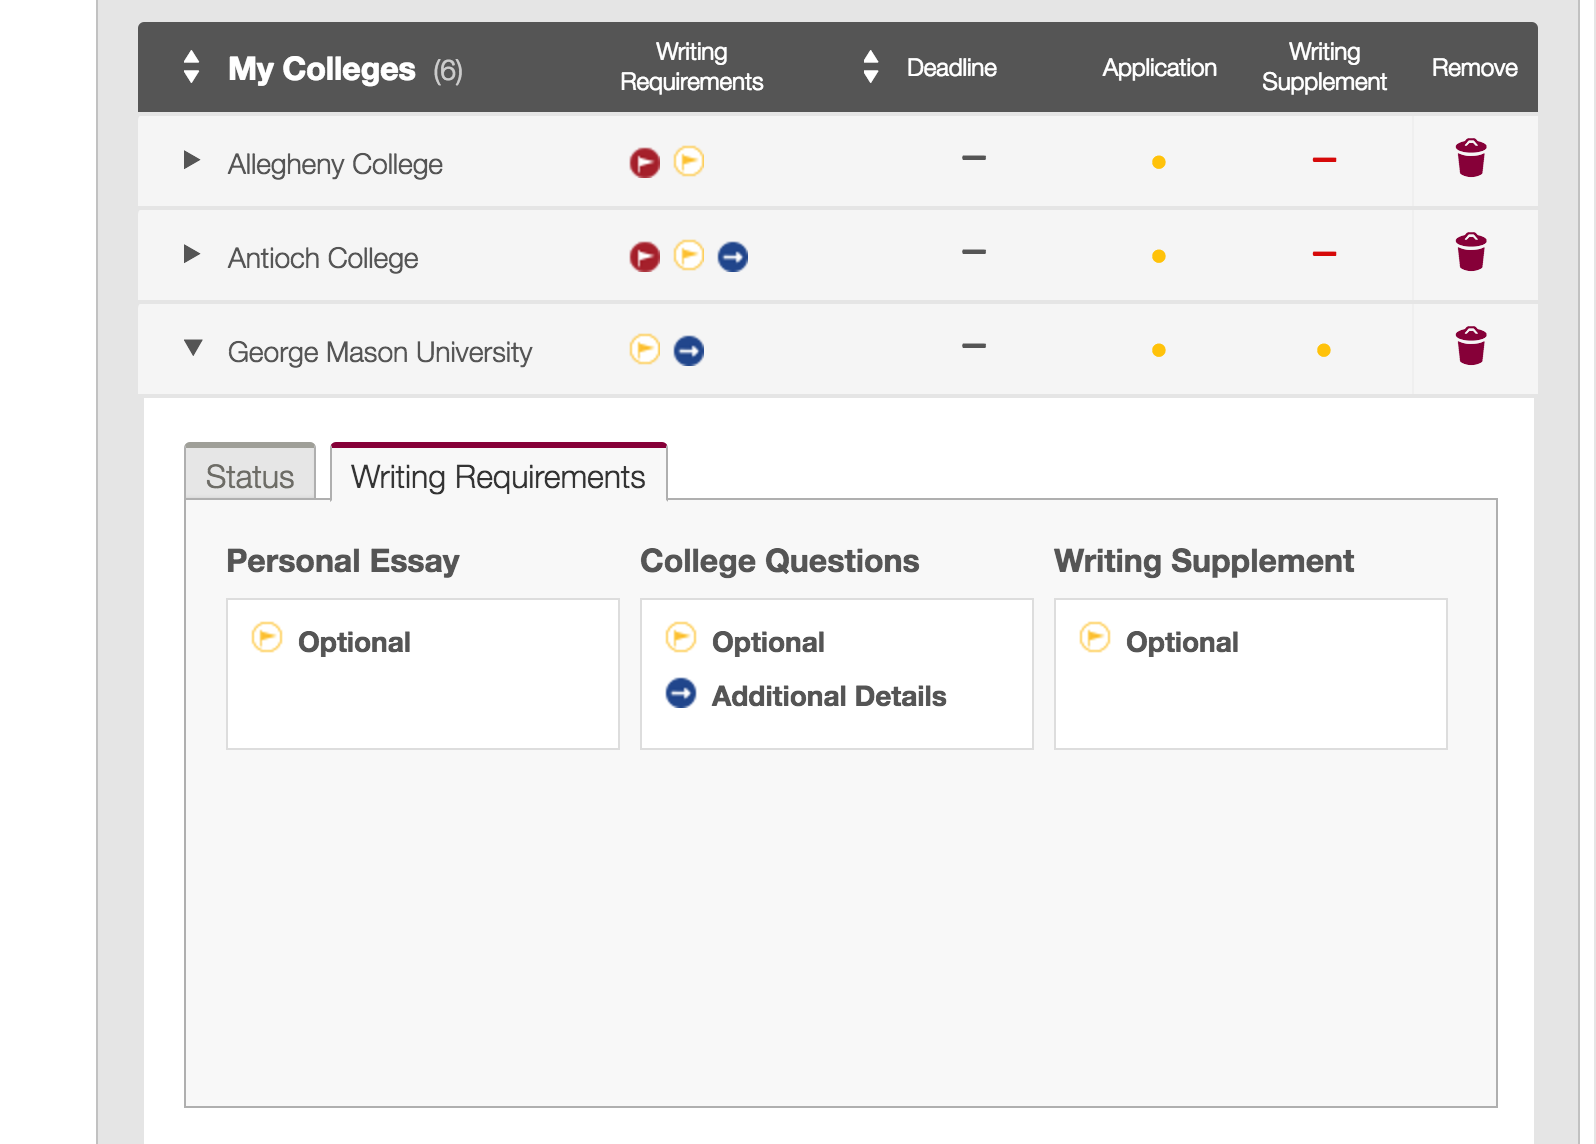 My Colleges (6)
Writing
Requirements
Deadline
Application
Writing
Supplement
Remove
Allegheny College
Antioch College
George Mason University
Status
Writing Requirements
Personal Essay
College Questions
Writing Supplement
Optional
Optional
Additional Details
Optional